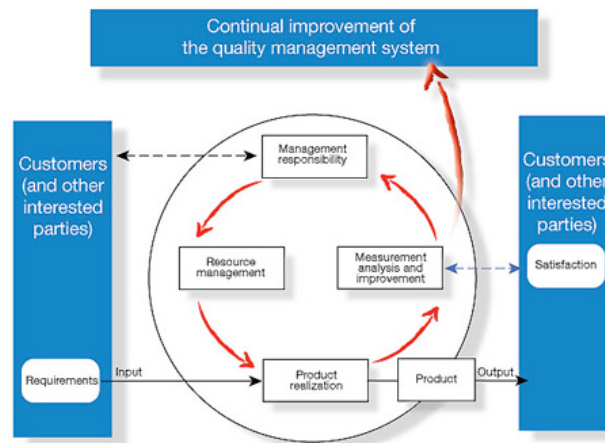 Continual improvement of
the quality management system
Customers
(and other
interested
parties)
Management
responsibility
Customers
(and other
interested
parties)
Resource
management
Measurement
analysis and
improvement
Satisfaction
Requirements
Input
Product
realization
Product
Output